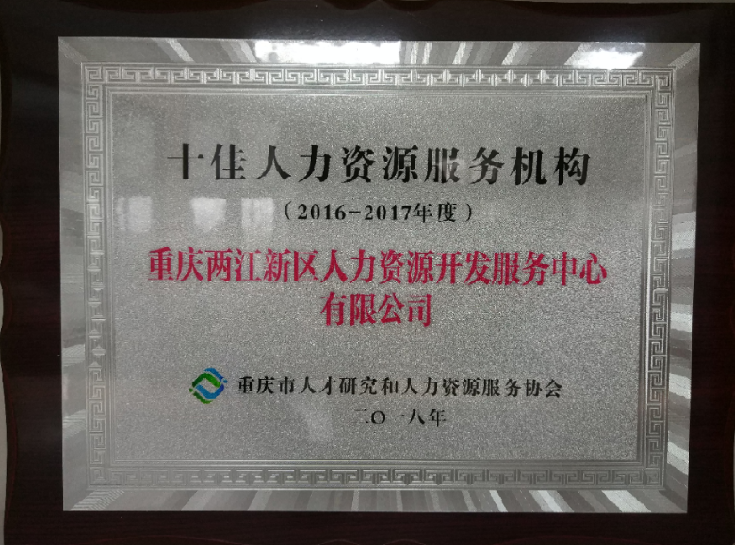 十佳人力资源服务机构
（2016-2017年度）
重庆两江新区人力资源开发服务中心
有限公司
重庆市人才研究和人力资源服务协会
二〇一八年